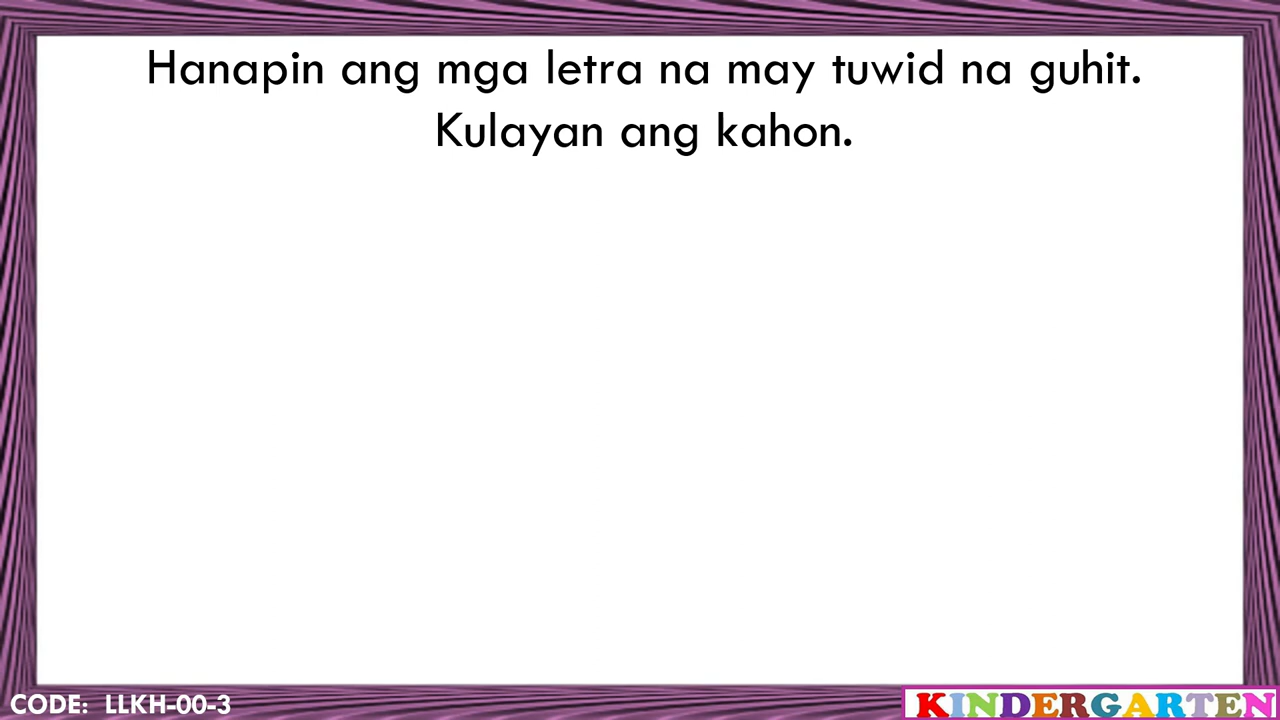 Hanapin ang mga letra na may tuwid na guhit.
Kulayan ang kahon.
CODE: LLKH-00-3
KINDERGARTEN